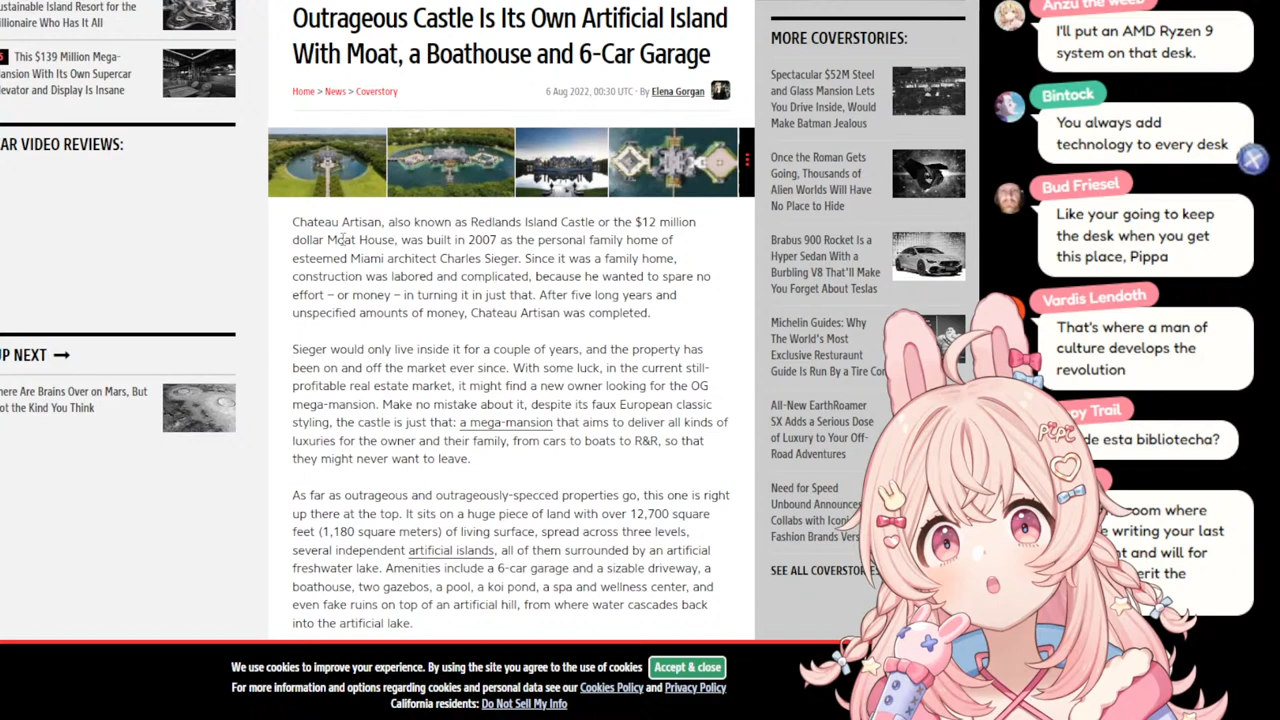 ustainable Island Resort for the
illionaire Who Has It All
5 This $139 Million Mega-
ansion With Its Own Supercar
levator and Display Is Insane
AR VIDEO REVIEWS:
UP NEXT →
here Are Brains Over on Mars, But
ot the Kind You Think
Outrageous Castle Is Its Own Artificial Island
With Moat, a Boathouse and 6-Car Garage
Home > News > Coverstory
6 Aug 2022, 00:30 UTC · By Elena Gorgan
Chateau Artisan, also known as Redlands Island Castle or the $12 million
dollar Moat House, was built in 2007 as the personal family home of
esteemed Miami architect Charles Sieger. Since it was a family home,
construction was labored and complicated, because he wanted to spare no
effort – or money – in turning it in just that. After five long years and
unspecified amounts of money, Chateau Artisan was completed.
Sieger would only live inside it for a couple of years, and the property has
been on and off the market ever since. With some luck, in the current still-
profitable real estate market, it might find a new owner looking for the OG
mega-mansion. Make no mistake about it, despite its faux European classic
styling, the castle is just that: a mega-mansion that aims to deliver all kinds of
luxuries for the owner and their family, from cars to boats to R&R, so that
they might never want to leave.
As far as outrageous and outrageously-specced properties go, this one is right
up there at the top. It sits on a huge piece of land with over 12,700 square
feet (1,180 square meters) of living surface, spread across three levels,
several independent artificial islands, all of them surrounded by an artificial
freshwater lake. Amenities include a 6-car garage and a sizable driveway, a
boathouse, two gazebos, a pool, a koi pond, a spa and wellness center, and
even fake ruins on top of an artificial hill, from where water cascades back
into the artificial lake.
MORE COVERSTORIES:
Spectacular $52M Steel
and Glass Mansion Lets
You Drive Inside, Would
Make Batman Jealous
Once the Roman Gets
Going, Thousands of
Alien Worlds Will Have
No Place to Hide
Brabus 900 Rocket Is a
Hyper Sedan With a
Burbling V8 That'll Make
You Forget About Teslas
Michelin Guides: Why
The World's Most
Exclusive Resturaunt
Guide Is Run By a Tire Cor
All-New EarthRoamer
SX Adds a Serious Dose
of Luxury to Your Off-
Road Adventures
Need for Speed
Unbound Announces
Collabs with Iconi
Fashion Brands Vers
SEE ALL COVERSTORIES
Anzu the weeb
I'll put an AMD Ryzen 9
system on that desk.
Bintock
You always add
technology to every desk
Bud Friesel
Like your going to keep
the desk when you get
this place, Pippa
Vardis Lendoth
That's where a man of
culture develops the
revolution
py Trail
de esta bibliotecha?
oom where
e writing your last
nt and will for
erit the
PiPi
We use cookies to improve your experience. By using the site you agree to the use of cookies
Accept & close
For more information and options regarding cookies and personal data see our Cookies Policy and Privacy Policy
California residents: Do Not Sell My Info